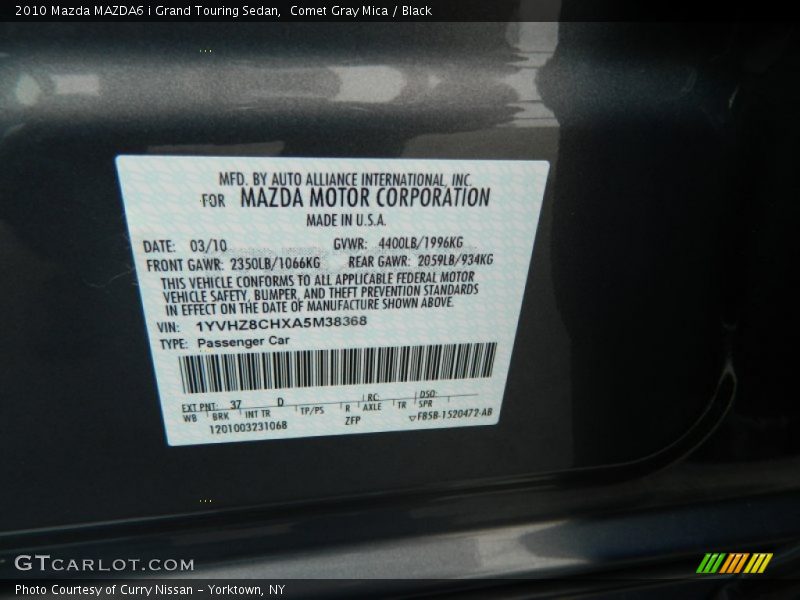 2010 Mazda MAZDA6 i Grand Touring Sedan,  Comet Gray Mica / Black
MFD. BY AUTO ALLIANCE INTERNATIONAL, INC.
FOR MAZDA MOTOR CORPORATION
MADE IN U.S.A.
DATE: 03/10 GVWR: 4400LB/1996KG
FRONT GAWR: 2350LB/1066KG REAR GAWR: 2059LB/934KG
THIS VEHICLE CONFORMS TO ALL APPLICABLE FEDERAL MOTOR
VEHICLE SAFETY, BUMPER, AND THEFT PREVENTION STANDARDS
IN EFFECT ON THE DATE OF MANUFACTURE SHOWN ABOVE.
VIN: 1YVHZ8CHXA5M38368
TYPE: Passenger Car
EXT PNT: 37 D RC: DSO:
WB BRK INT TR TP/PS R AXLE TR SPR
1201003231068 ZFP F85B-1520472-AB
GTCARLOT.COM
Photo Courtesy of Curry Nissan - Yorktown, NY